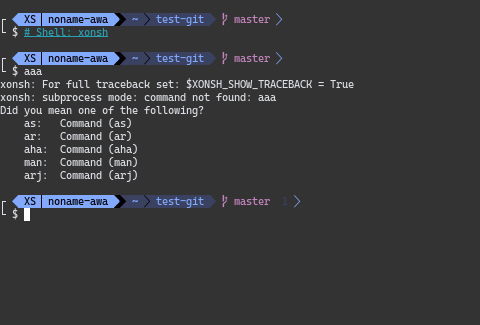 XS noname-awa ~ test-git master
$ # Shell: xonsh
XS noname-awa ~ test-git master
$ aaa
xonsh: For full traceback set: $XONSH_SHOW_TRACEBACK = True
xonsh: subprocess mode: command not found: aaa
Did you mean one of the following?
    as:   Command (as)
    ar:   Command (ar)
    aha:  Command (aha)
    man:  Command (man)
    arj:  Command (arj)
XS noname-awa ~ test-git master 1
$